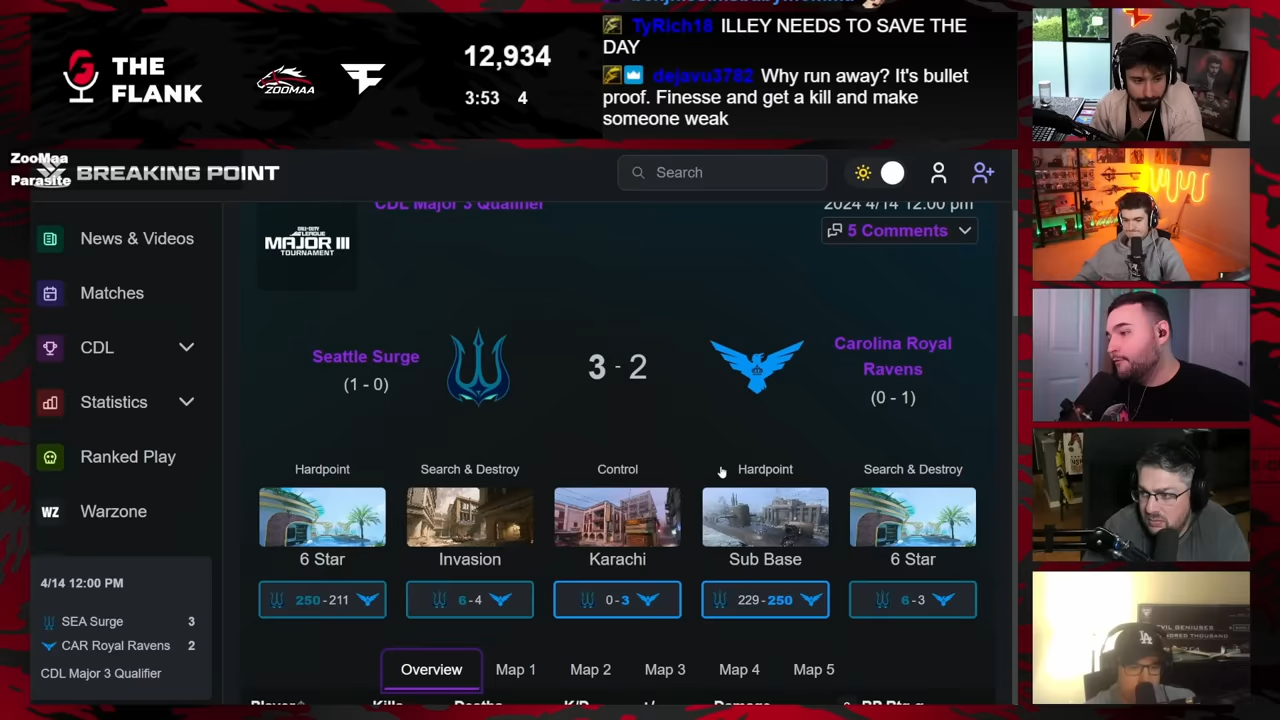 TyRich18 ILLEY NEEDS TO SAVE THE
DAY
dejavu3782 Why run away? It's bullet
proof. Finesse and get a kill and make
someone weak
THE
FLANK
ZOOMAA
12,934
3:53 4
ZooMaa
Parasite
BREAKING POINT
Search
News & Videos
Matches
CDL
Statistics
Ranked Play
WZ Warzone
4/14 12:00 PM
SEA Surge 3
CAR Royal Ravens 2
CDL Major 3 Qualifier
CDL Major 3 Qualifier
2024 4/14 12:00 pm
5 Comments
MAJOR III
TOURNAMENT
Seattle Surge
(1 - 0)
3 - 2
Carolina Royal
Ravens
(0 - 1)
Hardpoint Search & Destroy Control Hardpoint Search & Destroy
6 Star Invasion Karachi Sub Base 6 Star
250-211 6-4 0-3 229-250 6-3
Overview Map 1 Map 2 Map 3 Map 4 Map 5
Player Kills Deaths K/D Damage
LA